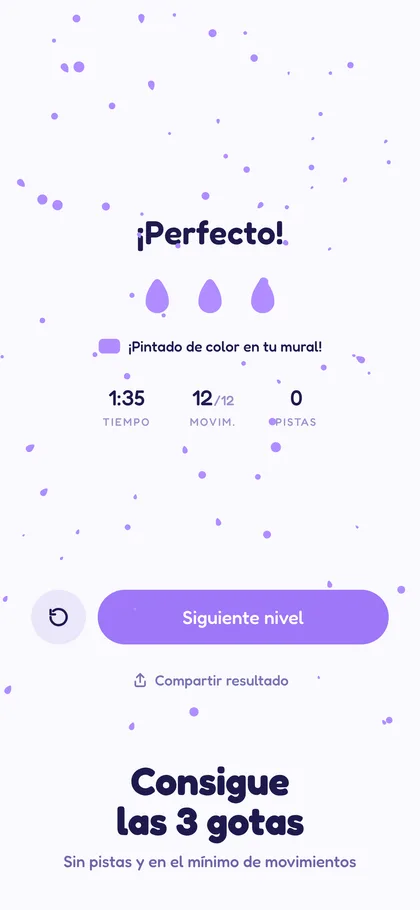 ¡Perfecto!
¡Pintado de color en tu mural!
1:35 12/12 0
TIEMPO MOVIM. PISTAS
Siguiente nivel
Compartir resultado
Consigue
las 3 gotas
Sin pistas y en el mínimo de movimientos